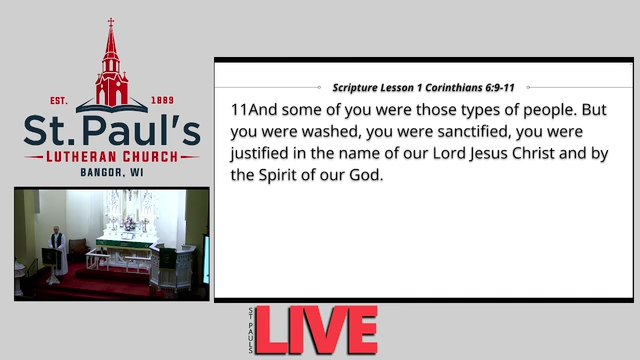 EST. 1889
St. Paul's
LUTHERAN CHURCH
BANGOR, WI
Scripture Lesson 1 Corinthians 6:9-11
11And some of you were those types of people. But
you were washed, you were sanctified, you were
justified in the name of our Lord Jesus Christ and by
the Spirit of our God.
ST PAULS
LIVE